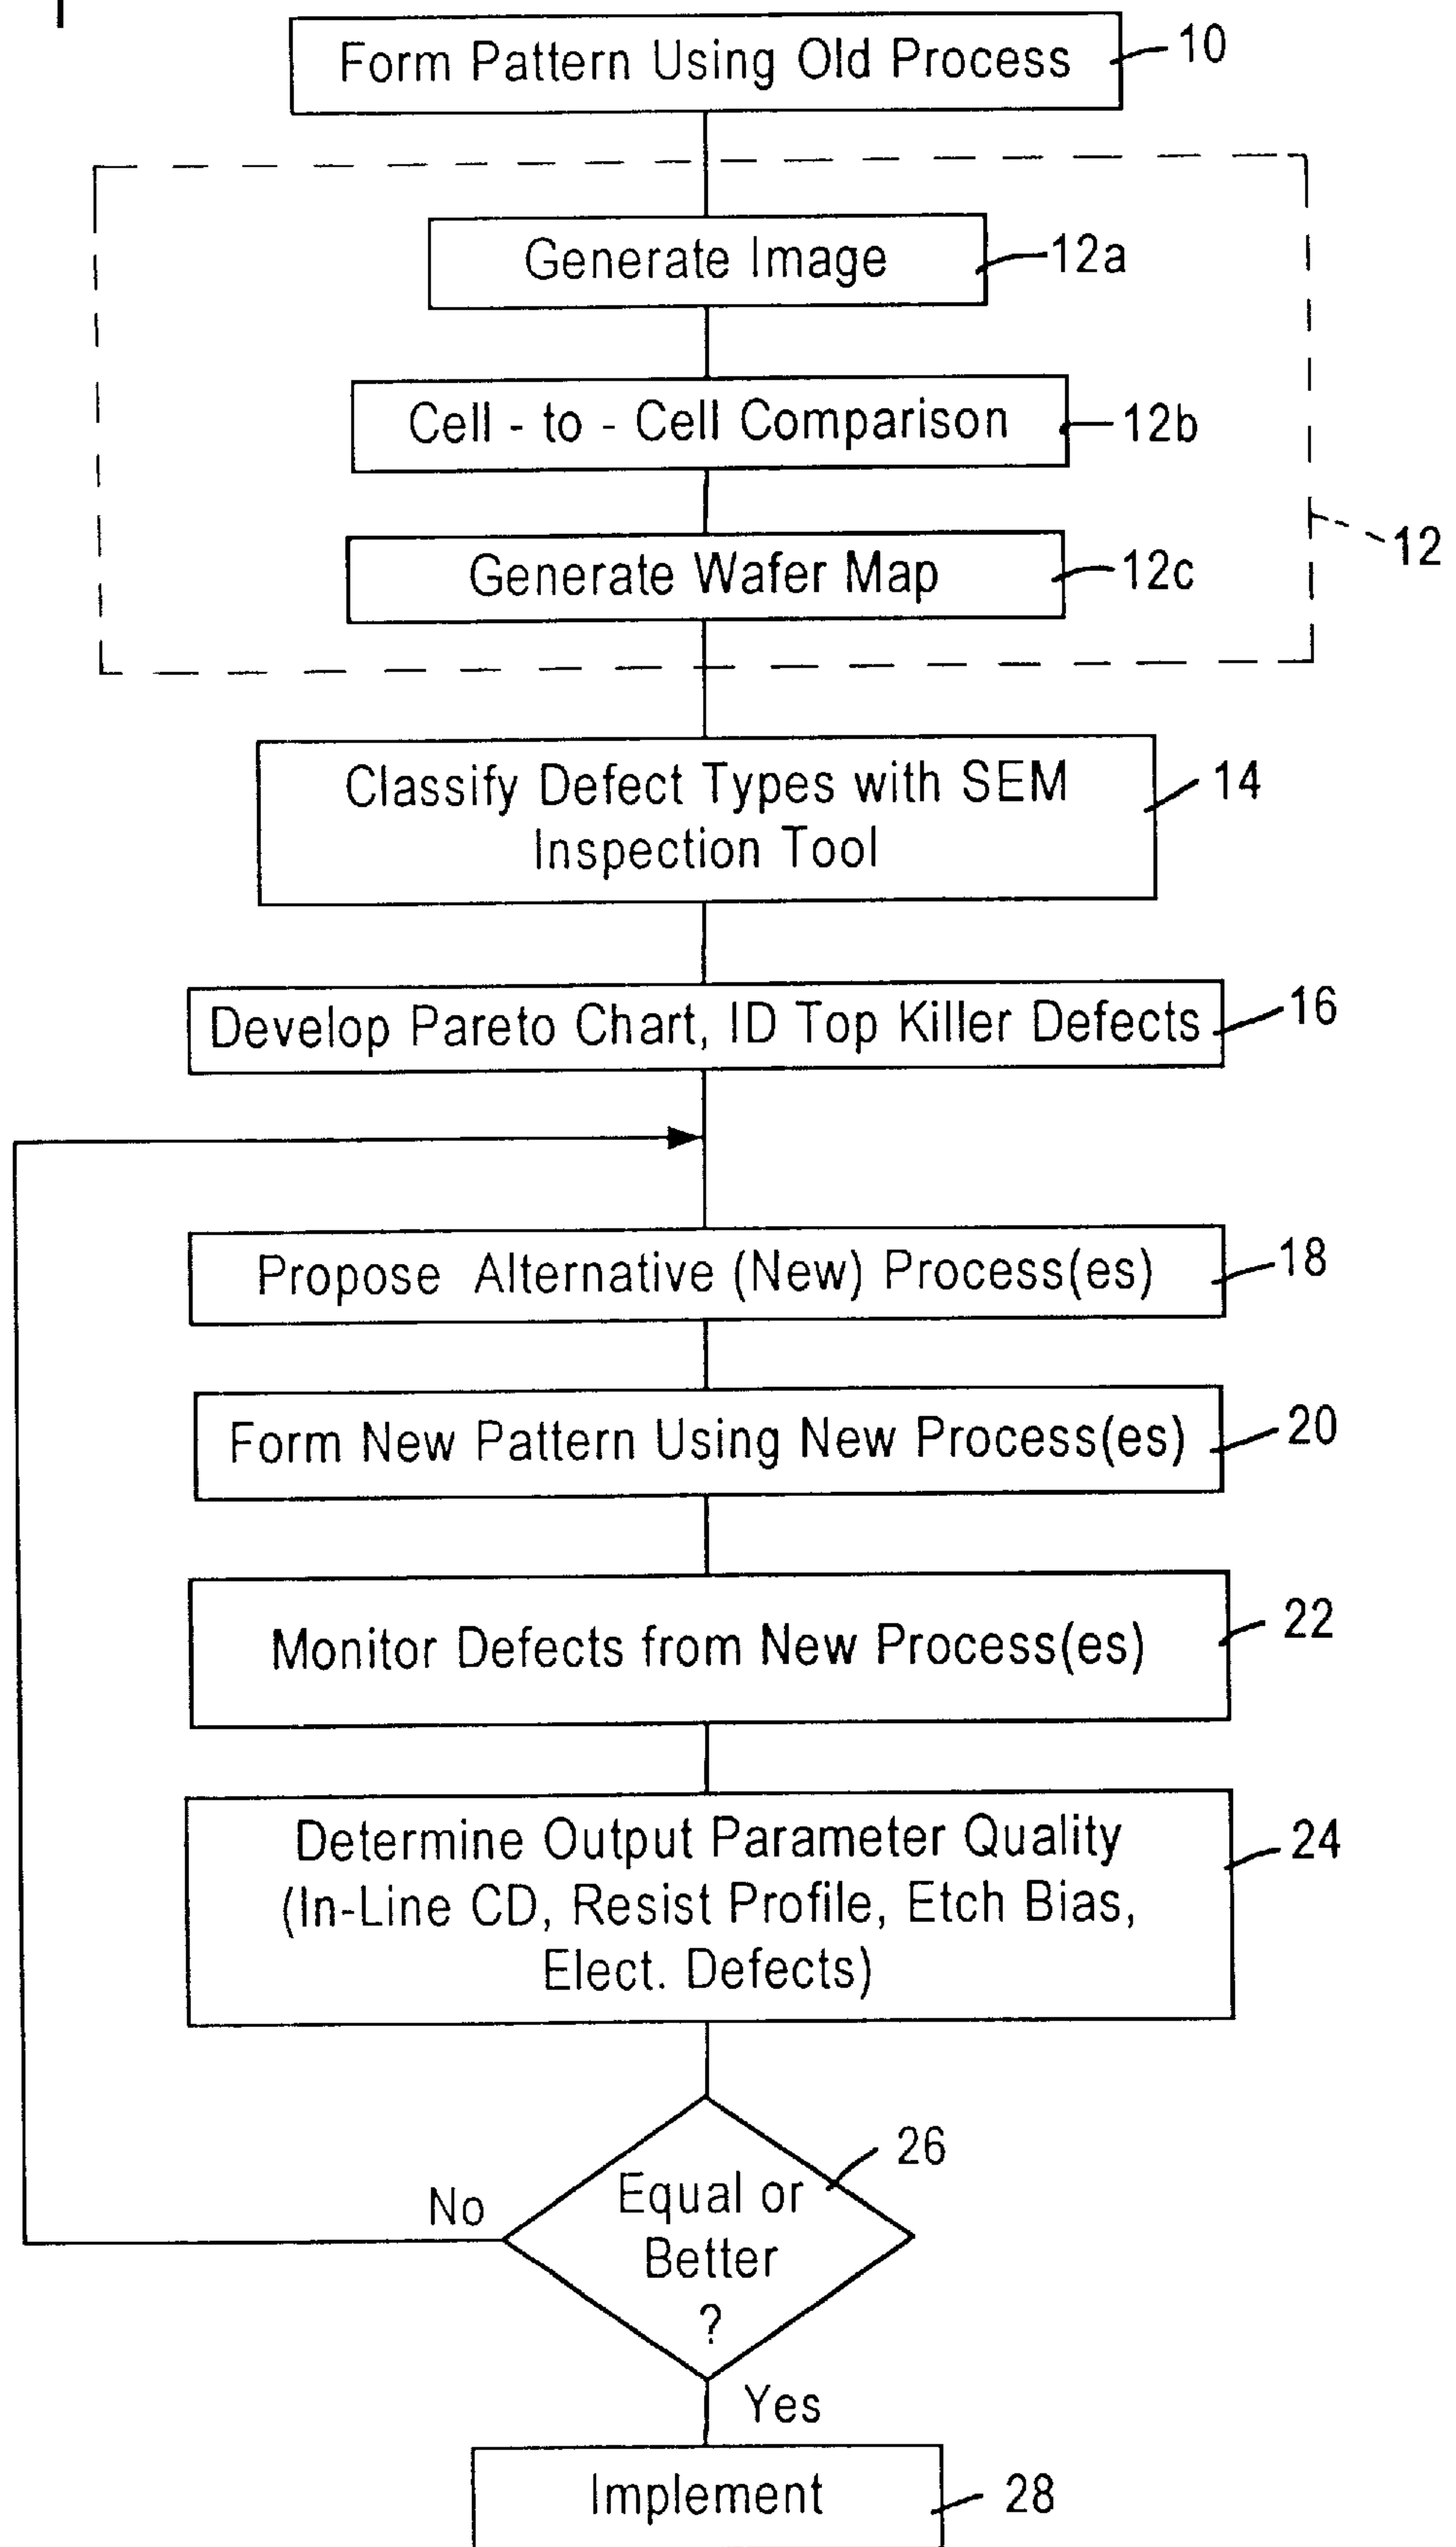 Form Pattern Using Old Process
10
Generate Image
12a
Cell - to - Cell Comparison
12b
12
Generate Wafer Map
12c
Classify Defect Types with SEM
Inspection Tool
14
Develop Pareto Chart, ID Top Killer Defects
16
Propose Alternative (New) Process(es)
18
Form New Pattern Using New Process(es)
20
Monitor Defects from New Process(es)
22
Determine Output Parameter Quality
(In-Line CD, Resist Profile, Etch Bias,
Elect. Defects)
24
26
No
Equal or
Better
?
Yes
Implement
28